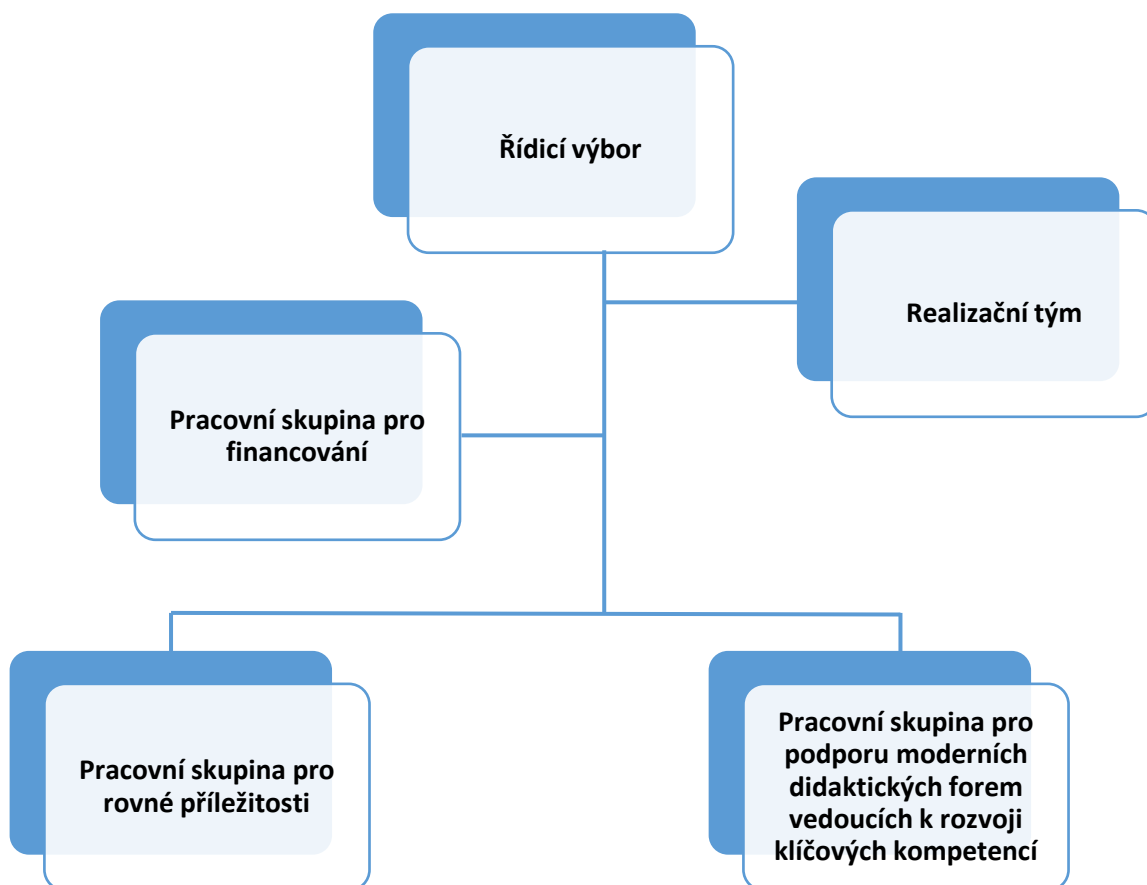 Řídicí výbor
Realizační tým
Pracovní skupina pro
financování
Pracovní skupina pro
rovné příležitosti
Pracovní skupina pro
podporu moderních
didaktických forem
vedoucích k rozvoji
klíčových kompetencí